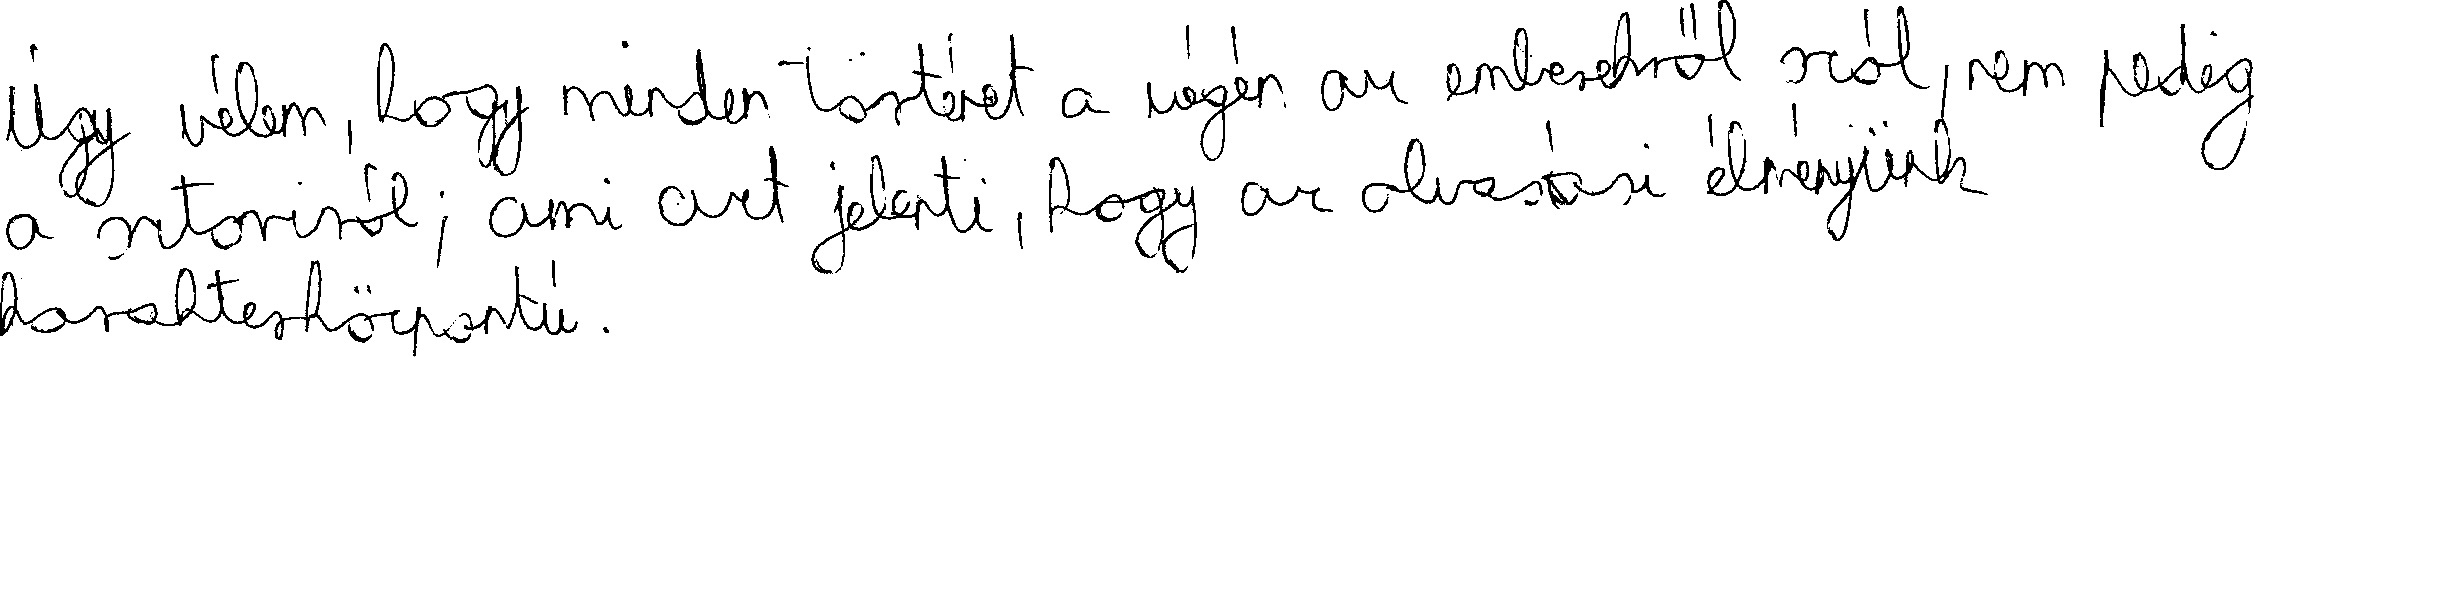 Úgy vélem, hogy minden történet a végén az emberekről szól, nem pedig
a sztoriról; ami azt jelenti, hogy az olvasási élményünk
karakterközpontú.